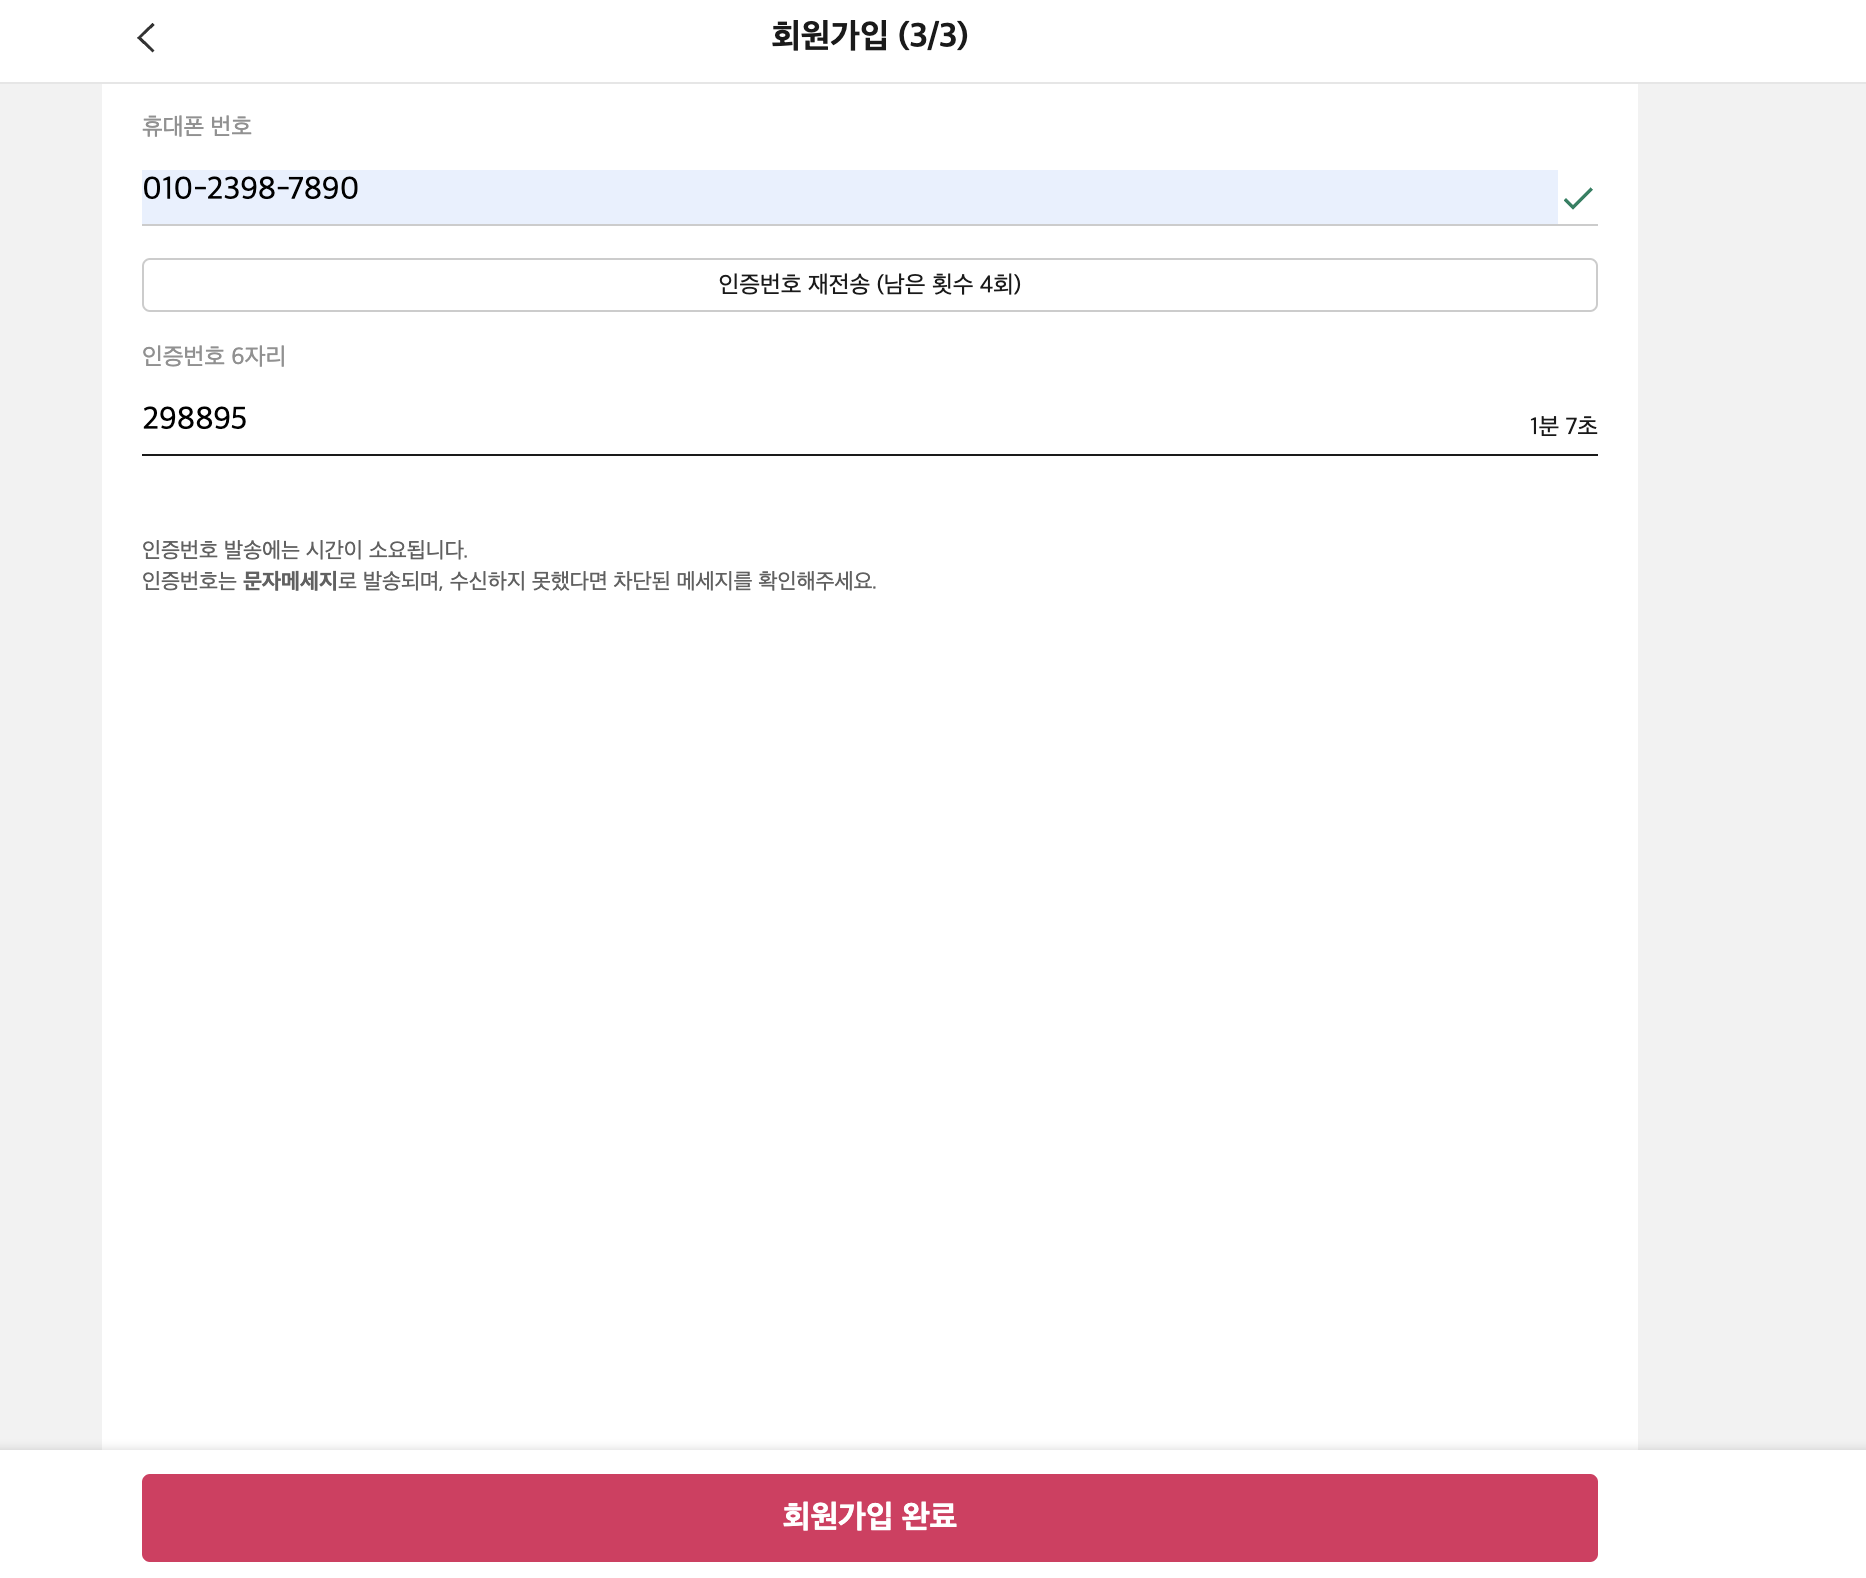 회원가입 (3/3)
휴대폰 번호
010-2398-7890
인증번호 재전송 (남은 횟수 4회)
인증번호 6자리
298895
1분 7초
인증번호 발송에는 시간이 소요됩니다.
인증번호는 문자메세지로 발송되며, 수신하지 못했다면 차단된 메세지를 확인해주세요.
회원가입 완료